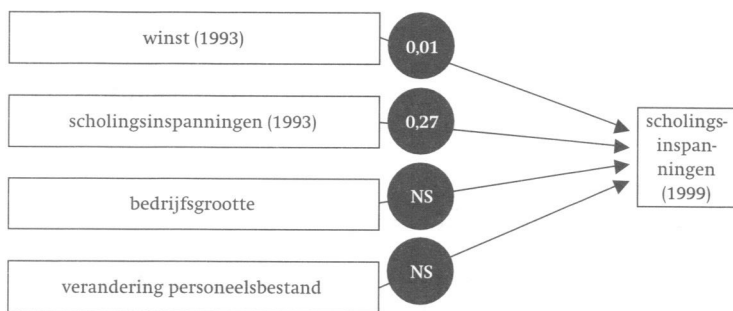 winst (1993)
0,01
scholingsinspanningen (1993)
0,27
bedrijfsgrootte
NS
verandering personeelsbestand
NS
scholings-
inspan-
ningen
(1999)